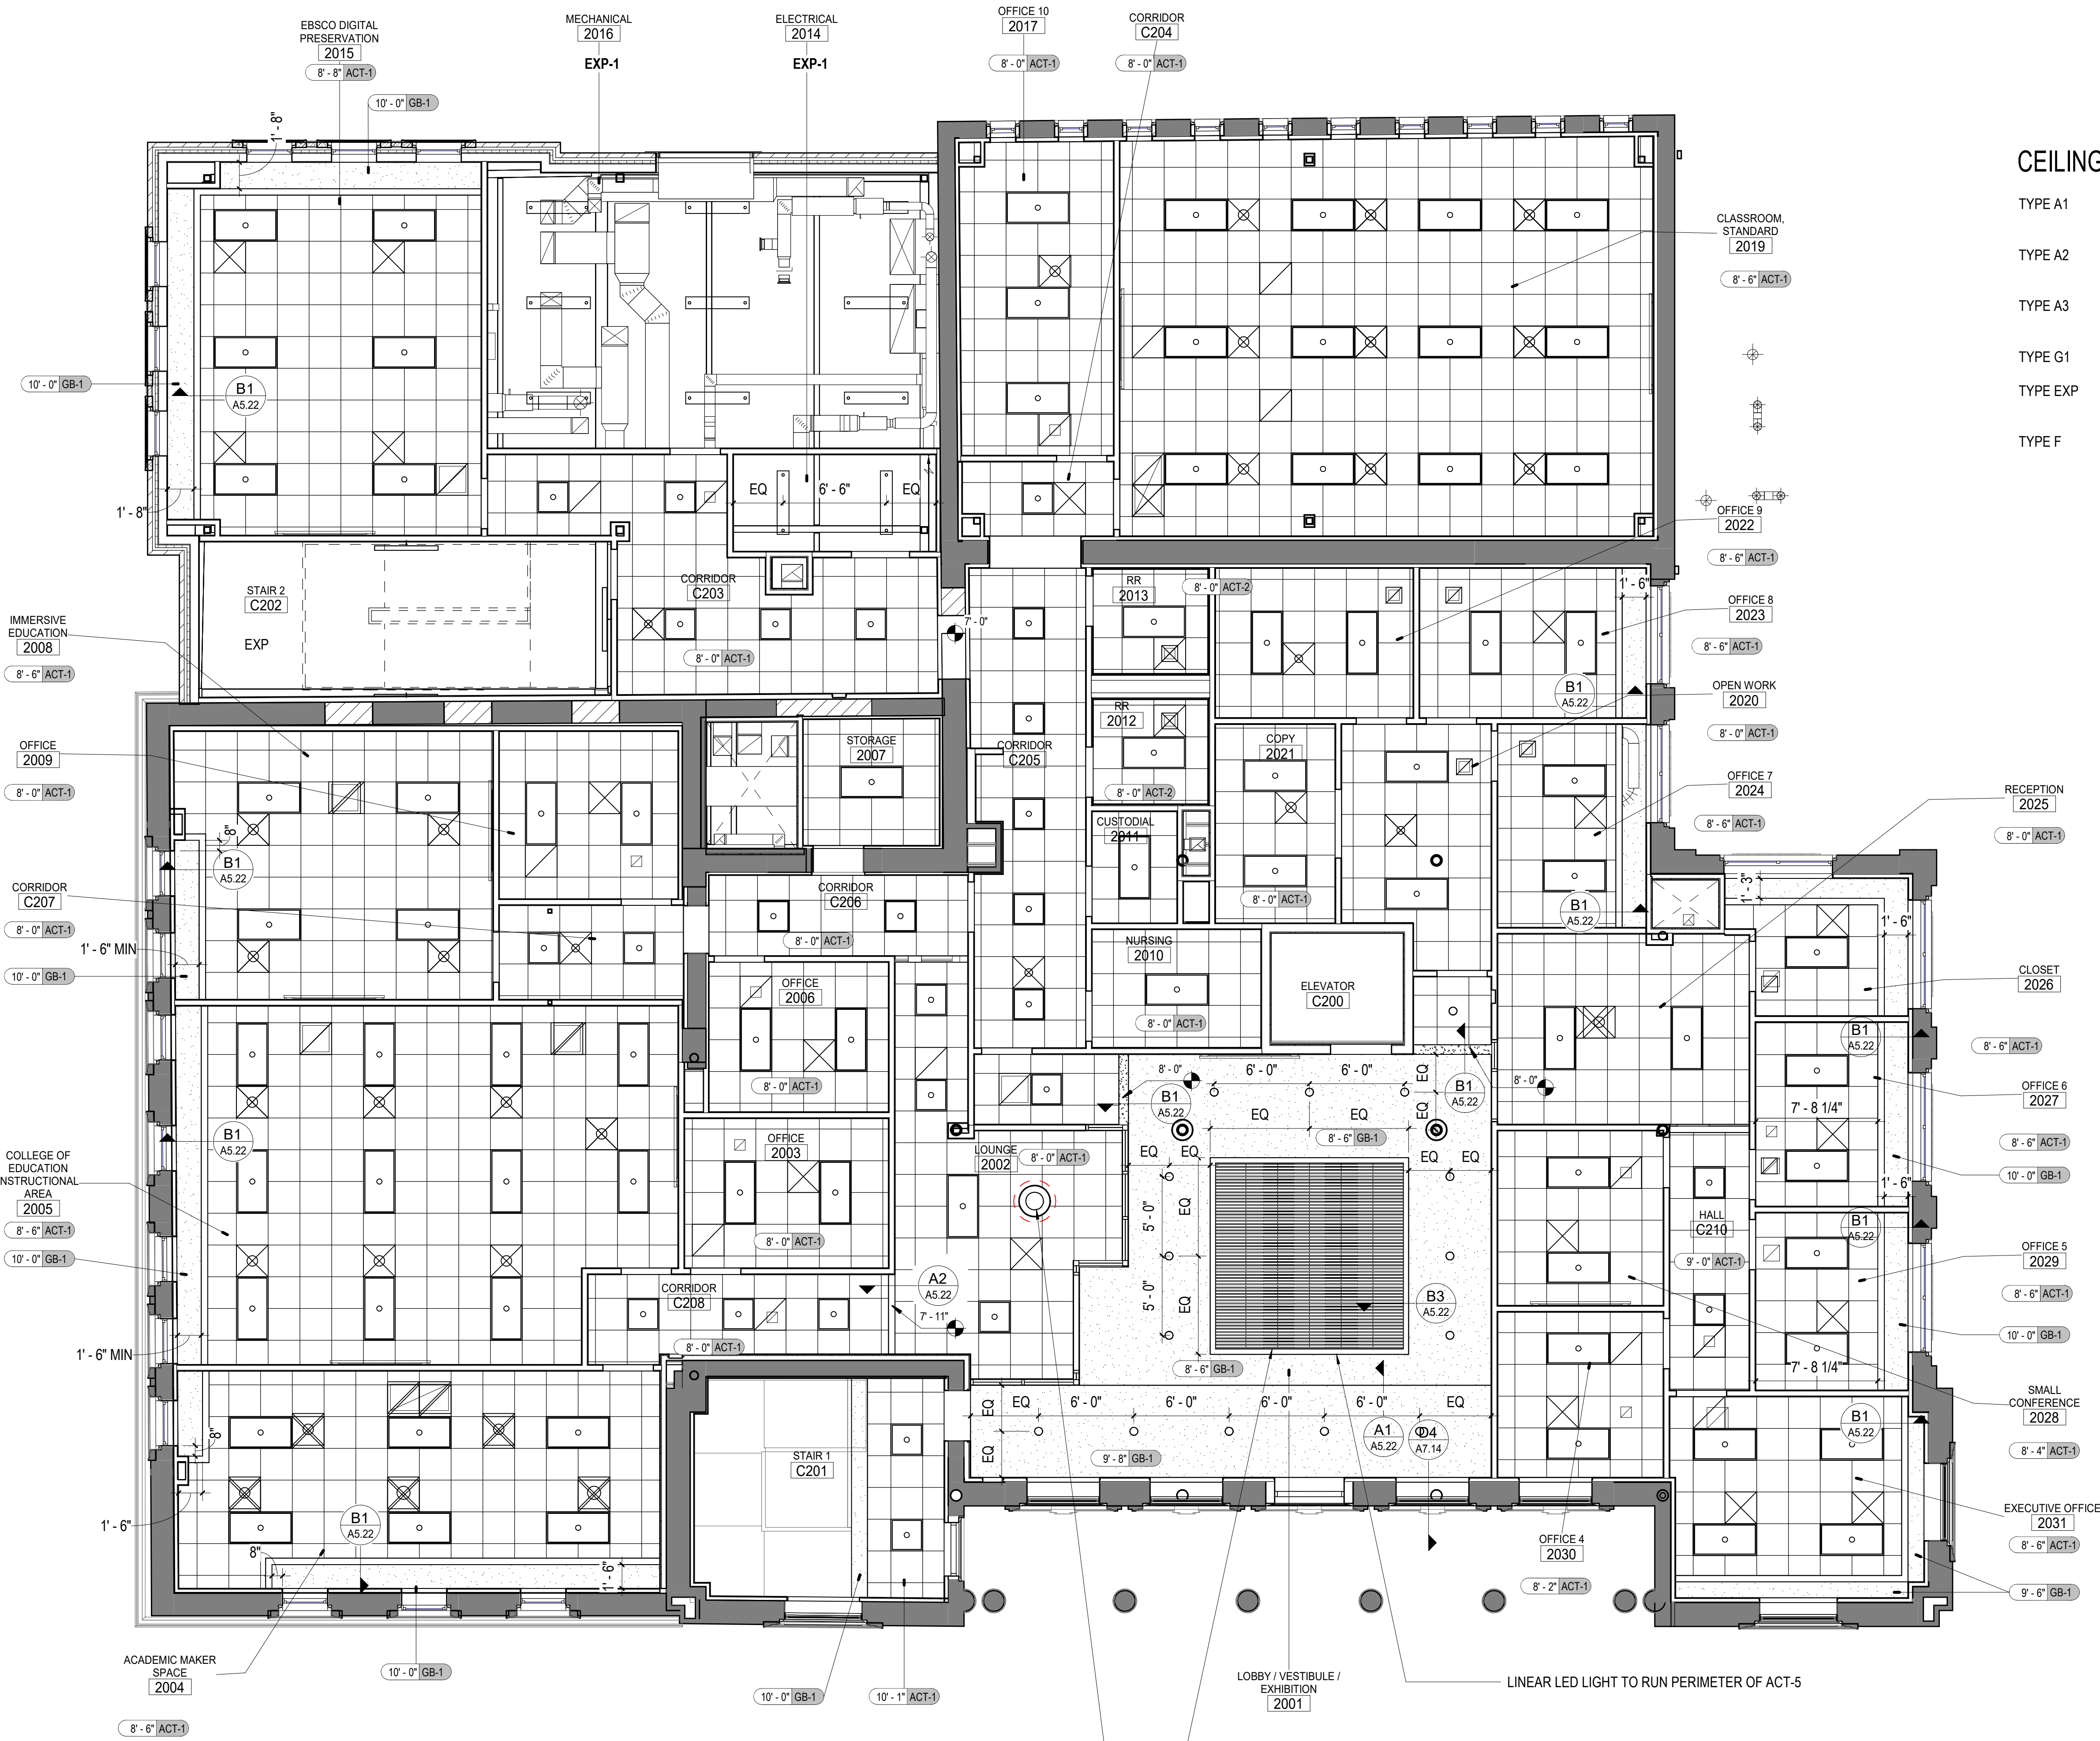 EBSCO DIGITAL
PRESERVATION
2015
8' - 8" ACT-1
10' - 0" GB-1
1' - 8"
MECHANICAL
2016
EXP-1
ELECTRICAL
2014
EXP-1
OFFICE 10
2017
8' - 0" ACT-1
CORRIDOR
C204
8' - 0" ACT-1
CEILING
TYPE A1
TYPE A2
TYPE A3
TYPE G1
TYPE EXP
TYPE F
CLASSROOM,
STANDARD
2019
8' - 6" ACT-1
10' - 0" GB-1
B1
A5.22
1' - 8"
EQ
6' - 6"
EQ
OFFICE 9
2022
8' - 6" ACT-1
STAIR 2
C202
EXP
CORRIDOR
C203
8' - 0" ACT-1
7' - 0"
RR
2013
8' - 0" ACT-2
1' - 6"
OFFICE 8
2023
8' - 6" ACT-1
B1
A5.22
IMMERSIVE
EDUCATION
2008
8' - 6" ACT-1
OPEN WORK
2020
8' - 0" ACT-1
RR
2012
8' - 0" ACT-2
OFFICE
2009
8' - 0" ACT-1
STORAGE
2007
CORRIDOR
C205
COPY
2021
8' - 0" ACT-1
OFFICE 7
2024
8' - 6" ACT-1
B1
A5.22
RECEPTION
2025
8' - 0" ACT-1
8"
B1
A5.22
CUSTODIAL
2011
CORRIDOR
C207
8' - 0" ACT-1
1' - 6" MIN
10' - 0" GB-1
CORRIDOR
C206
8' - 0" ACT-1
1' - 3"
1' - 6"
NURSING
2010
8' - 0" ACT-1
ELEVATOR
C200
CLOSET
2026
8' - 6" ACT-1
OFFICE
2006
8' - 0" ACT-1
8' - 0"
B1
A5.22
6' - 0"
6' - 0"
EQ
EQ
EQ
EQ
8' - 6" GB-1
B1
A5.22
8' - 0"
B1
A5.22
OFFICE 6
2027
8' - 6" ACT-1
7' - 8 1/4"
10' - 0" GB-1
1' - 6"
B1
A5.22
COLLEGE OF
EDUCATION
NSTRUCTIONAL
AREA
2005
8' - 6" ACT-1
10' - 0" GB-1
1' - 6" MIN
OFFICE
2003
8' - 0" ACT-1
LOUNGE
2002
8' - 0" ACT-1
EQ
EQ
EQ
EQ
5' - 0"
EQ
5' - 0"
EQ
HALL
C210
9' - 0" ACT-1
B1
A5.22
OFFICE 5
2029
8' - 6" ACT-1
10' - 0" GB-1
7' - 8 1/4"
CORRIDOR
C208
8' - 0" ACT-1
A2
A5.22
7' - 11"
B3
A5.22
8' - 6" GB-1
SMALL
CONFERENCE
2028
8' - 4" ACT-1
EQ
EQ
EQ
6' - 0"
6' - 0"
6' - 0"
6' - 0"
EQ
9' - 8" GB-1
A1
A5.22
D4
A7.14
B1
A5.22
8"
1' - 6"
B1
A5.22
8"
1' - 6"
STAIR 1
C201
EXECUTIVE OFFICE
2031
8' - 6" ACT-1
9' - 6" GB-1
OFFICE 4
2030
8' - 2" ACT-1
ACADEMIC MAKER
SPACE
2004
8' - 6" ACT-1
10' - 0" GB-1
10' - 0" GB-1
10' - 1" ACT-1
LOBBY / VESTIBULE /
EXHIBITION
2001
LINEAR LED LIGHT TO RUN PERIMETER OF ACT-5